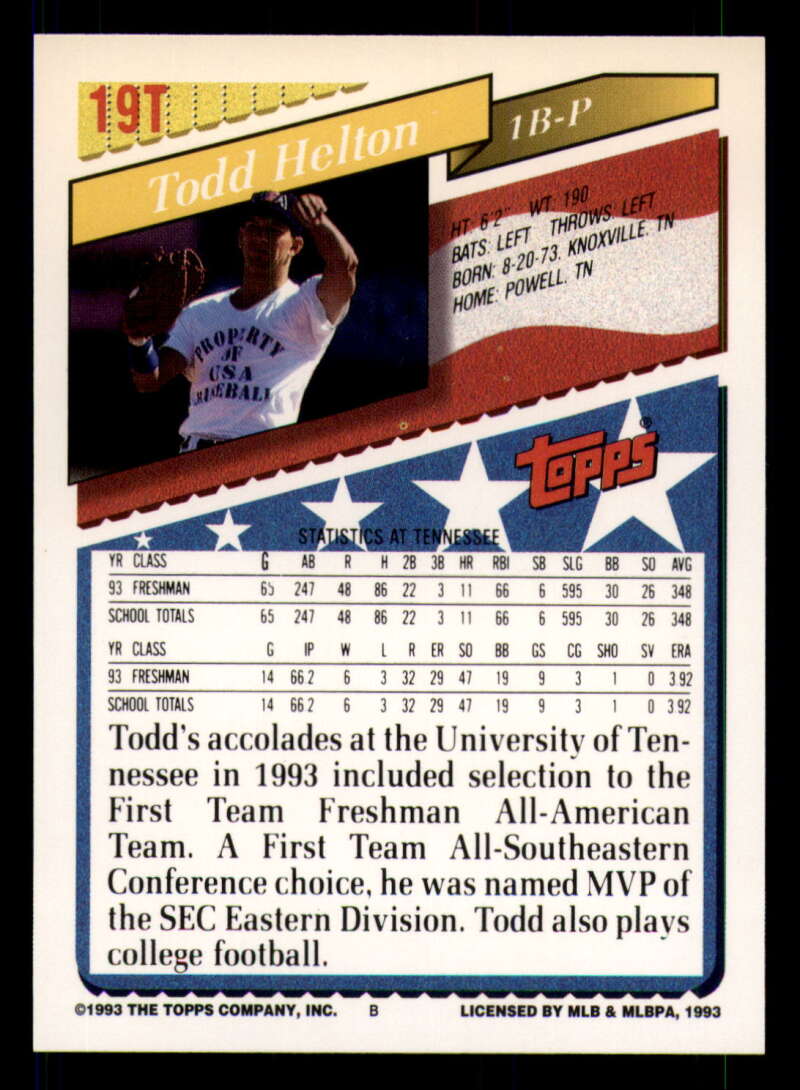 19T
Todd Helton
1B-P
HT: 6'2" WT: 190
BATS: LEFT THROWS: LEFT
BORN: 8-20-73, KNOXVILLE, TN
HOME: POWELL, TN
PROPERTY
OF
USA
BASEBALL
TOPPS®
STATISTICS AT TENNESSEE
YR CLASS G AB R H 2B 3B HR RBI SB SLG BB SO AVG
93 FRESHMAN 65 247 48 86 22 3 11 66 6 595 30 26 348
SCHOOL TOTALS 65 247 48 86 22 3 11 66 6 595 30 26 348
YR CLASS G IP W L R ER SO BB GS CG SHO SV ERA
93 FRESHMAN 14 66.2 6 3 32 29 47 19 9 3 1 0 3.92
SCHOOL TOTALS 14 66.2 6 3 32 29 47 19 9 3 1 0 3.92
Todd's accolades at the University of Ten-
nessee in 1993 included selection to the
First Team Freshman All-American
Team. A First Team All-Southeastern
Conference choice, he was named MVP of
the SEC Eastern Division. Todd also plays
college football.
©1993 THE TOPPS COMPANY, INC. B LICENSED BY MLB & MLBPA, 1993